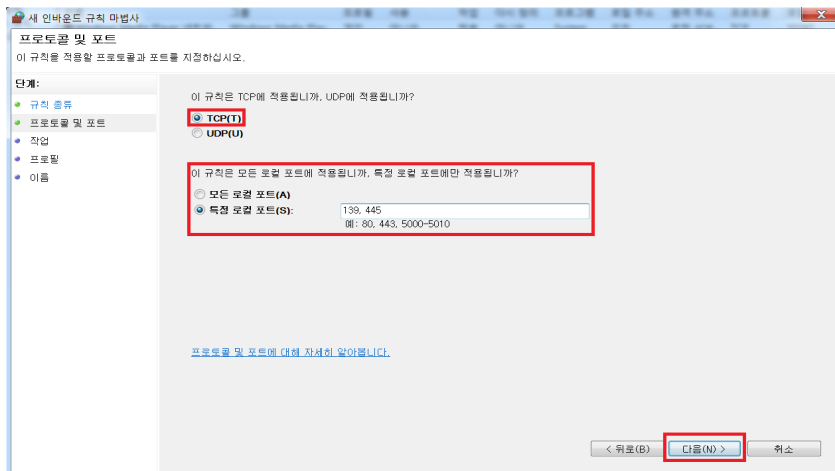 새 인바운드 규칙 마법사
프로토콜 및 포트
이 규칙을 적용할 프로토콜과 포트를 지정하십시오.
단계:
규칙 종류
프로토콜 및 포트
작업
프로필
이름
이 규칙은 TCP에 적용됩니까, UDP에 적용됩니까?
TCP(T)
UDP(U)
이 규칙은 모든 로컬 포트에 적용됩니까, 특정 로컬 포트에만 적용됩니까?
모든 로컬 포트(A)
특정 로컬 포트(S):
139, 445
예: 80, 443, 5000-5010
프로토콜 및 포트에 대해 자세히 알아봅니다.
< 뒤로(B)
다음(N) >
취소